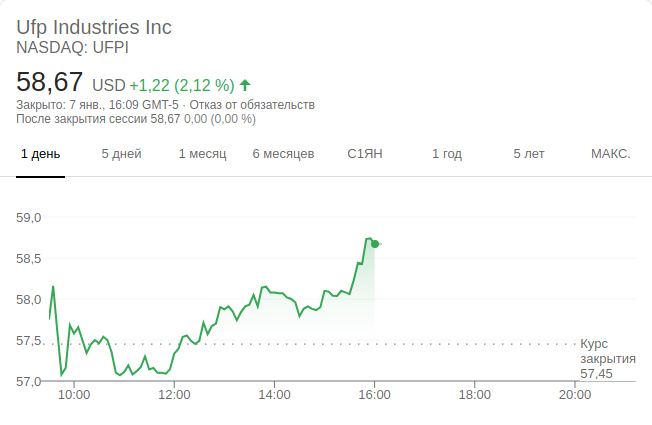 Ufp Industries Inc
NASDAQ: UFPI
58,67 USD +1,22 (2,12 %)
Закрыто: 7 янв., 16:09 GMT-5 · Отказ от обязательств
После закрытия сессии 58,67 0,00 (0,00 %)
1 день 5 дней 1 месяц 6 месяцев С1ЯН 1 год 5 лет МАКС.
59,0
58,5
58,0
57,5
Курс
закрытия
57,45
57,0
10:00 12:00 14:00 16:00 18:00 20:00